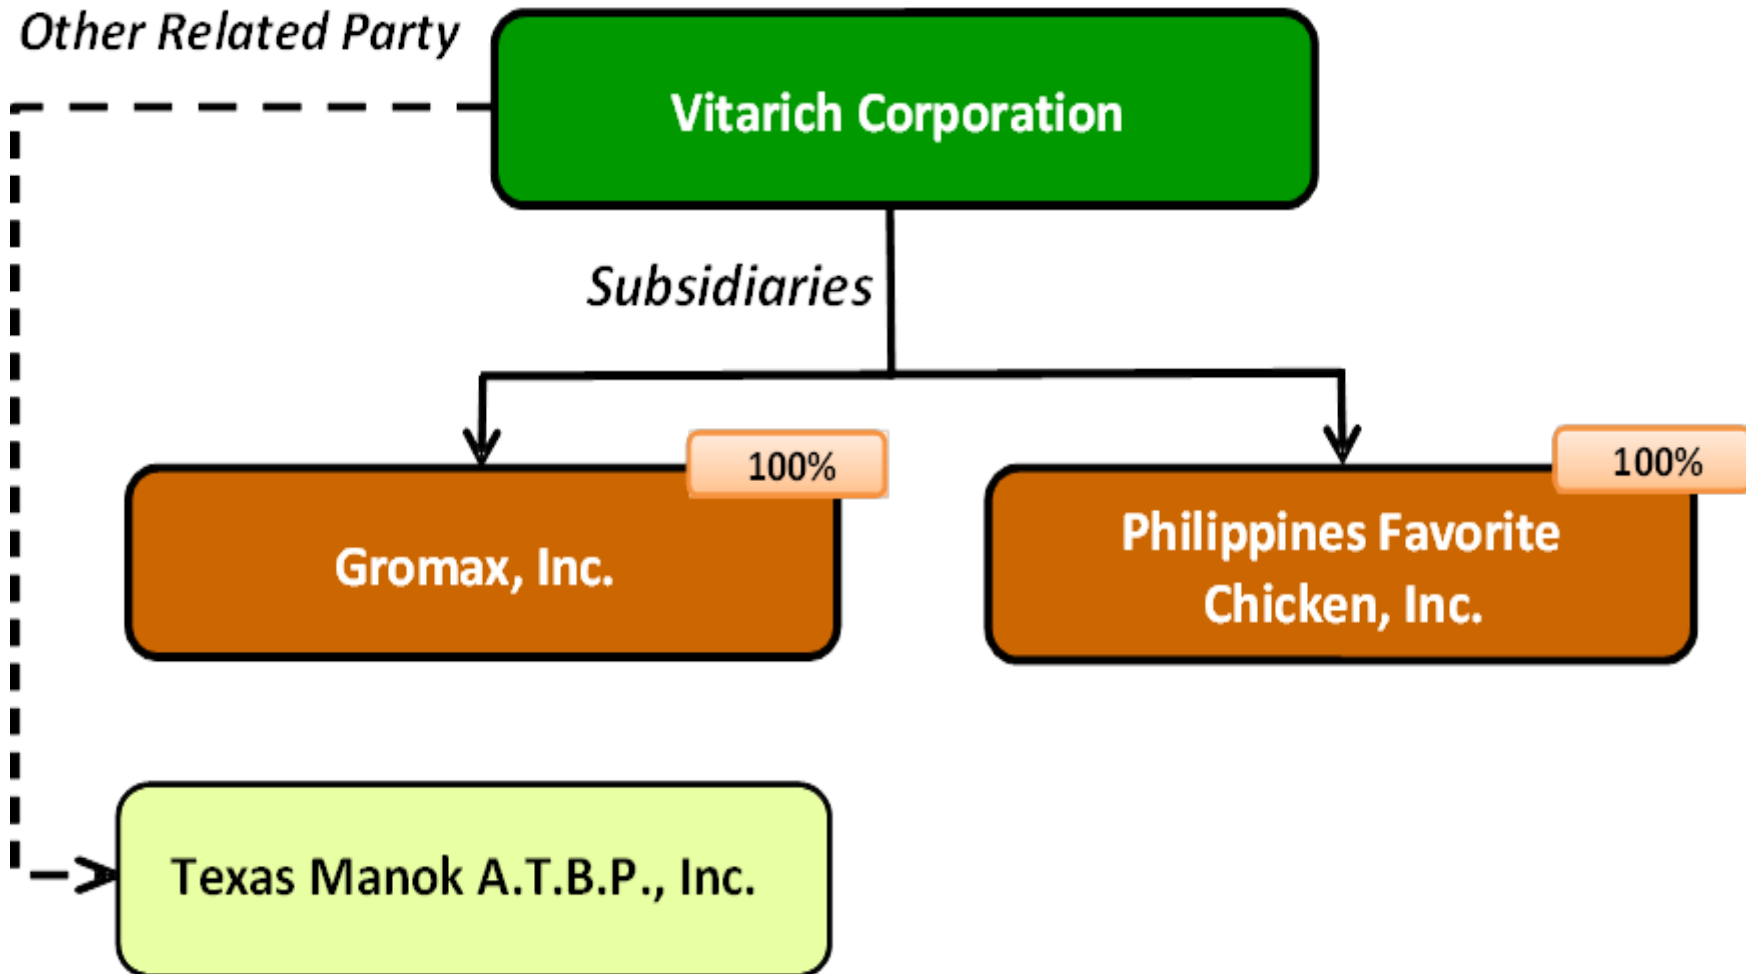 Other Related Party
Vitarich Corporation
Subsidiaries
100%
Gromax, Inc.
100%
Philippines Favorite
Chicken, Inc.
Texas Manok A.T.B.P., Inc.